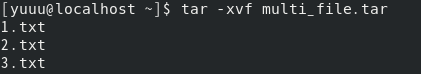 [yuuu@localhost ~]$ tar -xvf multi_file.tar
1.txt
2.txt
3.txt